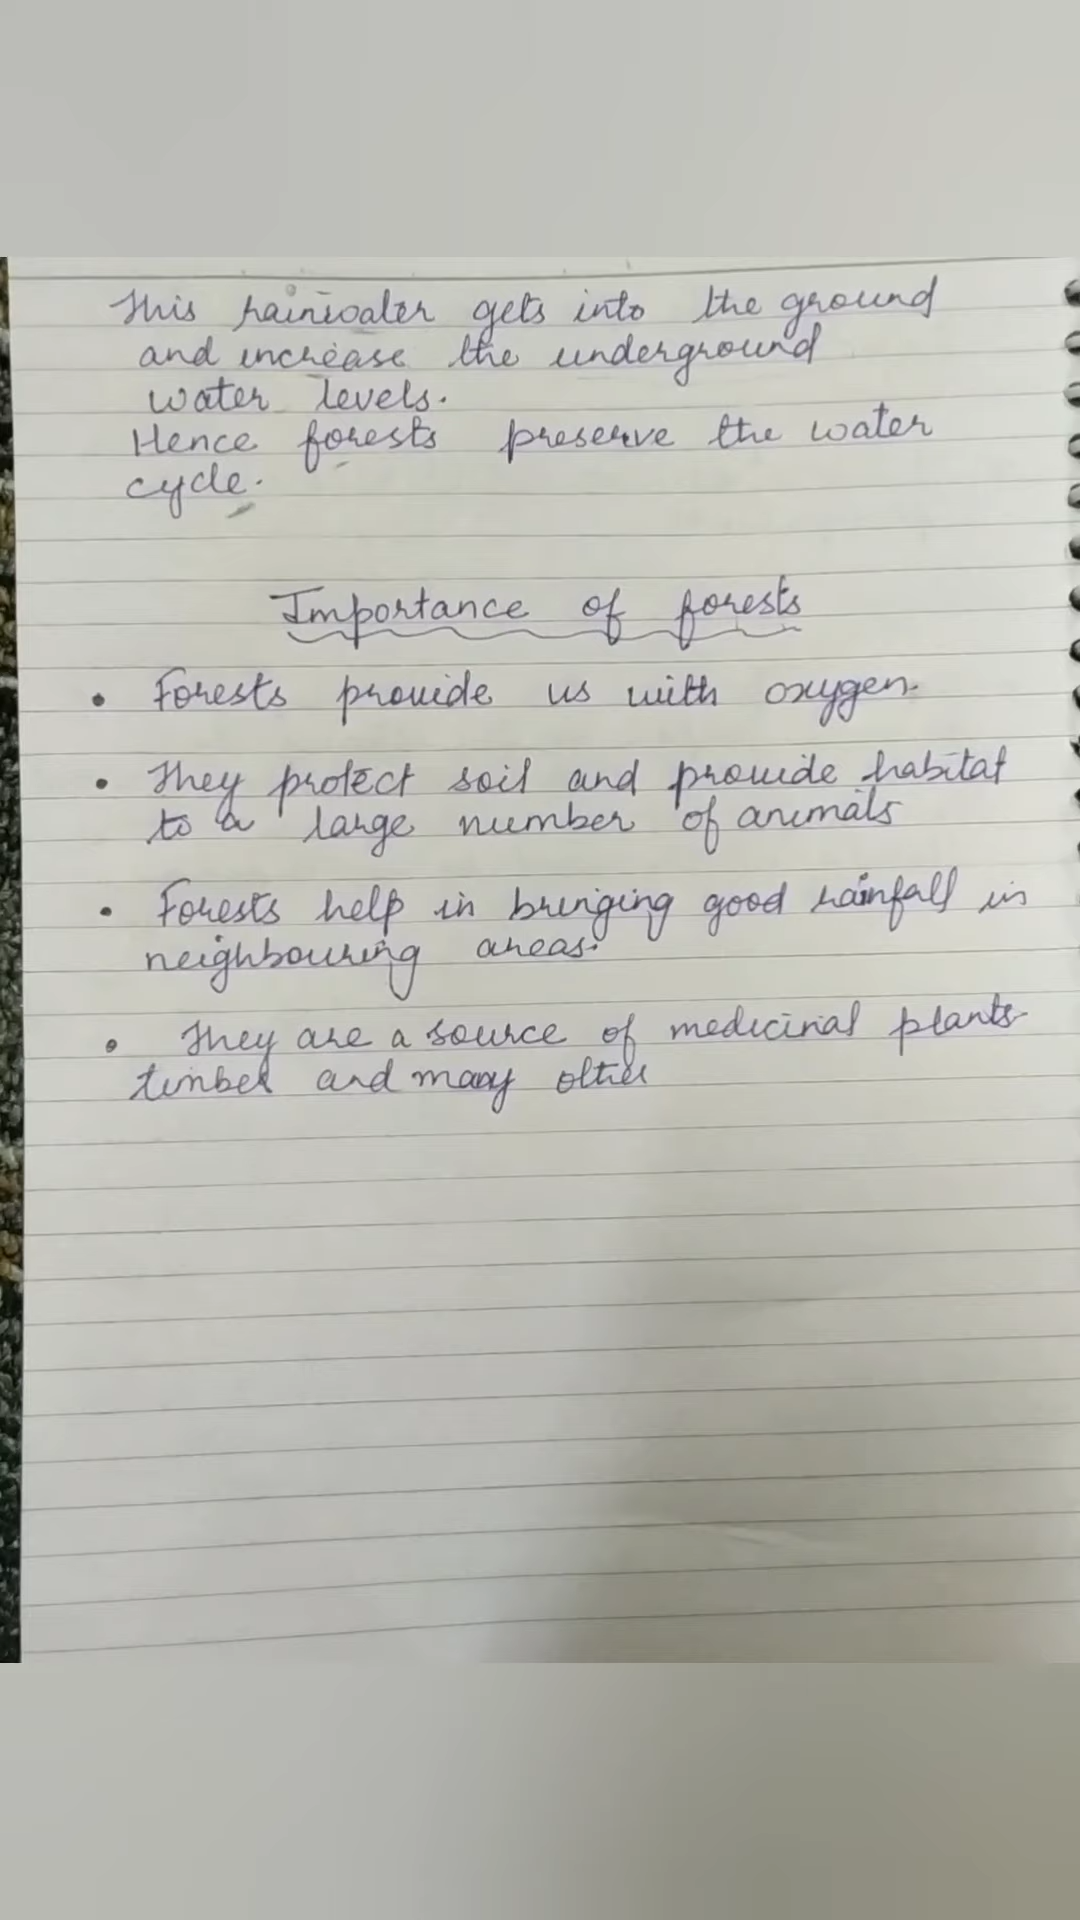 This rainwater gets into the ground
and increase the underground
water levels.
Hence forests preserve the water
cycle.
Importance of forests
• Forests provide us with oxygen.
• They protect soil and provide habitat
to a large number of animals
• Forests help in bringing good rainfall in
neighbouring areas.
• They are a source of medicinal plants
timber and many other